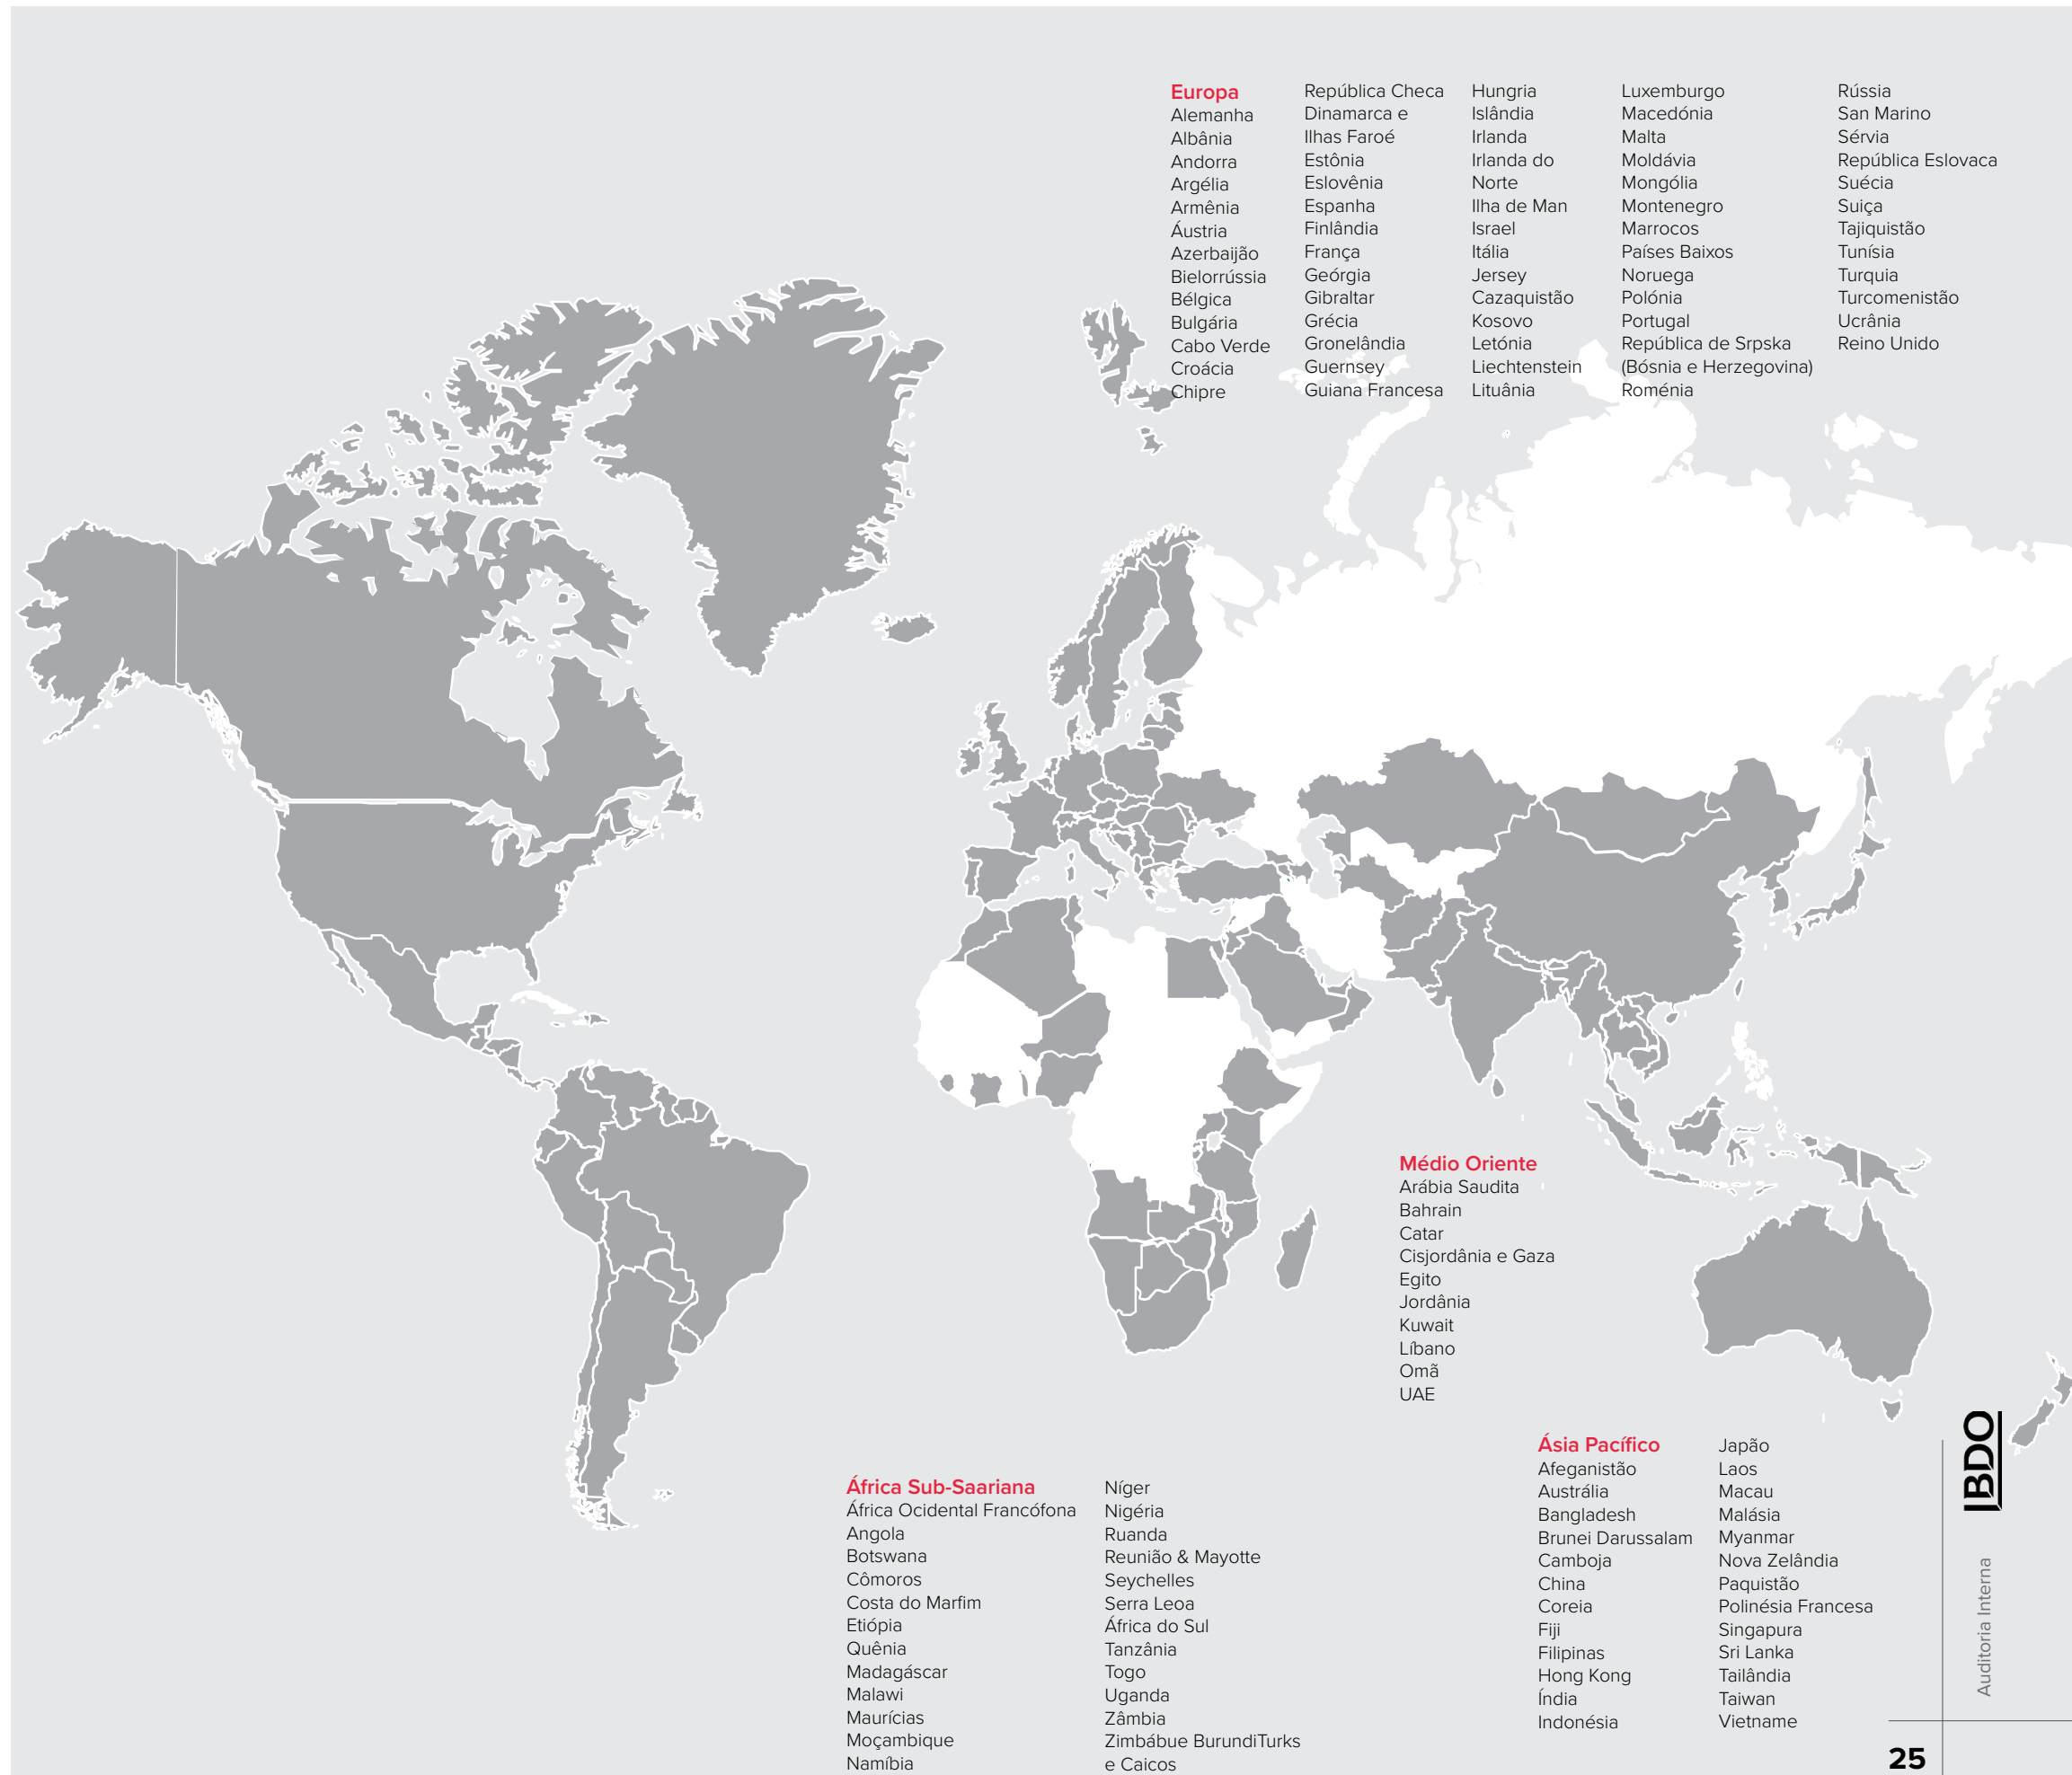 Europa
Alemanha
Albânia
Andorra
Argélia
Armênia
Áustria
Azerbaijão
Bielorrússia
Bélgica
Bulgária
Cabo Verde
Croácia
Chipre
República Checa
Dinamarca e
Ilhas Faroé
Estônia
Eslovênia
Espanha
Finlândia
França
Geórgia
Gibraltar
Grécia
Gronelândia
Guernsey
Guiana Francesa
Hungria
Islândia
Irlanda
Irlanda do
Norte
Ilha de Man
Israel
Itália
Jersey
Cazaquistão
Kosovo
Letónia
Liechtenstein
Lituânia
Luxemburgo
Macedónia
Malta
Moldávia
Mongólia
Montenegro
Marrocos
Países Baixos
Noruega
Polónia
Portugal
República de Srpska
(Bósnia e Herzegovina)
Roménia
Rússia
San Marino
Sérvia
República Eslovaca
Suécia
Suiça
Tajiquistão
Tunísia
Turquia
Turcomenistão
Ucrânia
Reino Unido
Médio Oriente
Arábia Saudita
Bahrain
Catar
Cisjordânia e Gaza
Egito
Jordânia
Kuwait
Líbano
Omã
UAE
África Sub-Saariana
África Ocidental Francófona
Angola
Botswana
Cômoros
Costa do Marfim
Etiópia
Quênia
Madagáscar
Malawi
Maurícias
Moçambique
Namíbia
Níger
Nigéria
Ruanda
Reunião & Mayotte
Seychelles
Serra Leoa
África do Sul
Tanzânia
Togo
Uganda
Zâmbia
Zimbábue BurundiTurks
e Caicos
Ásia Pacífico
Afeganistão
Austrália
Bangladesh
Brunei Darussalam
Camboja
China
Coreia
Fiji
Filipinas
Hong Kong
Índia
Indonésia
Japão
Laos
Macau
Malásia
Myanmar
Nova Zelândia
Paquistão
Polinésia Francesa
Singapura
Sri Lanka
Tailândia
Taiwan
Vietname
BDO
Auditoria Interna
25